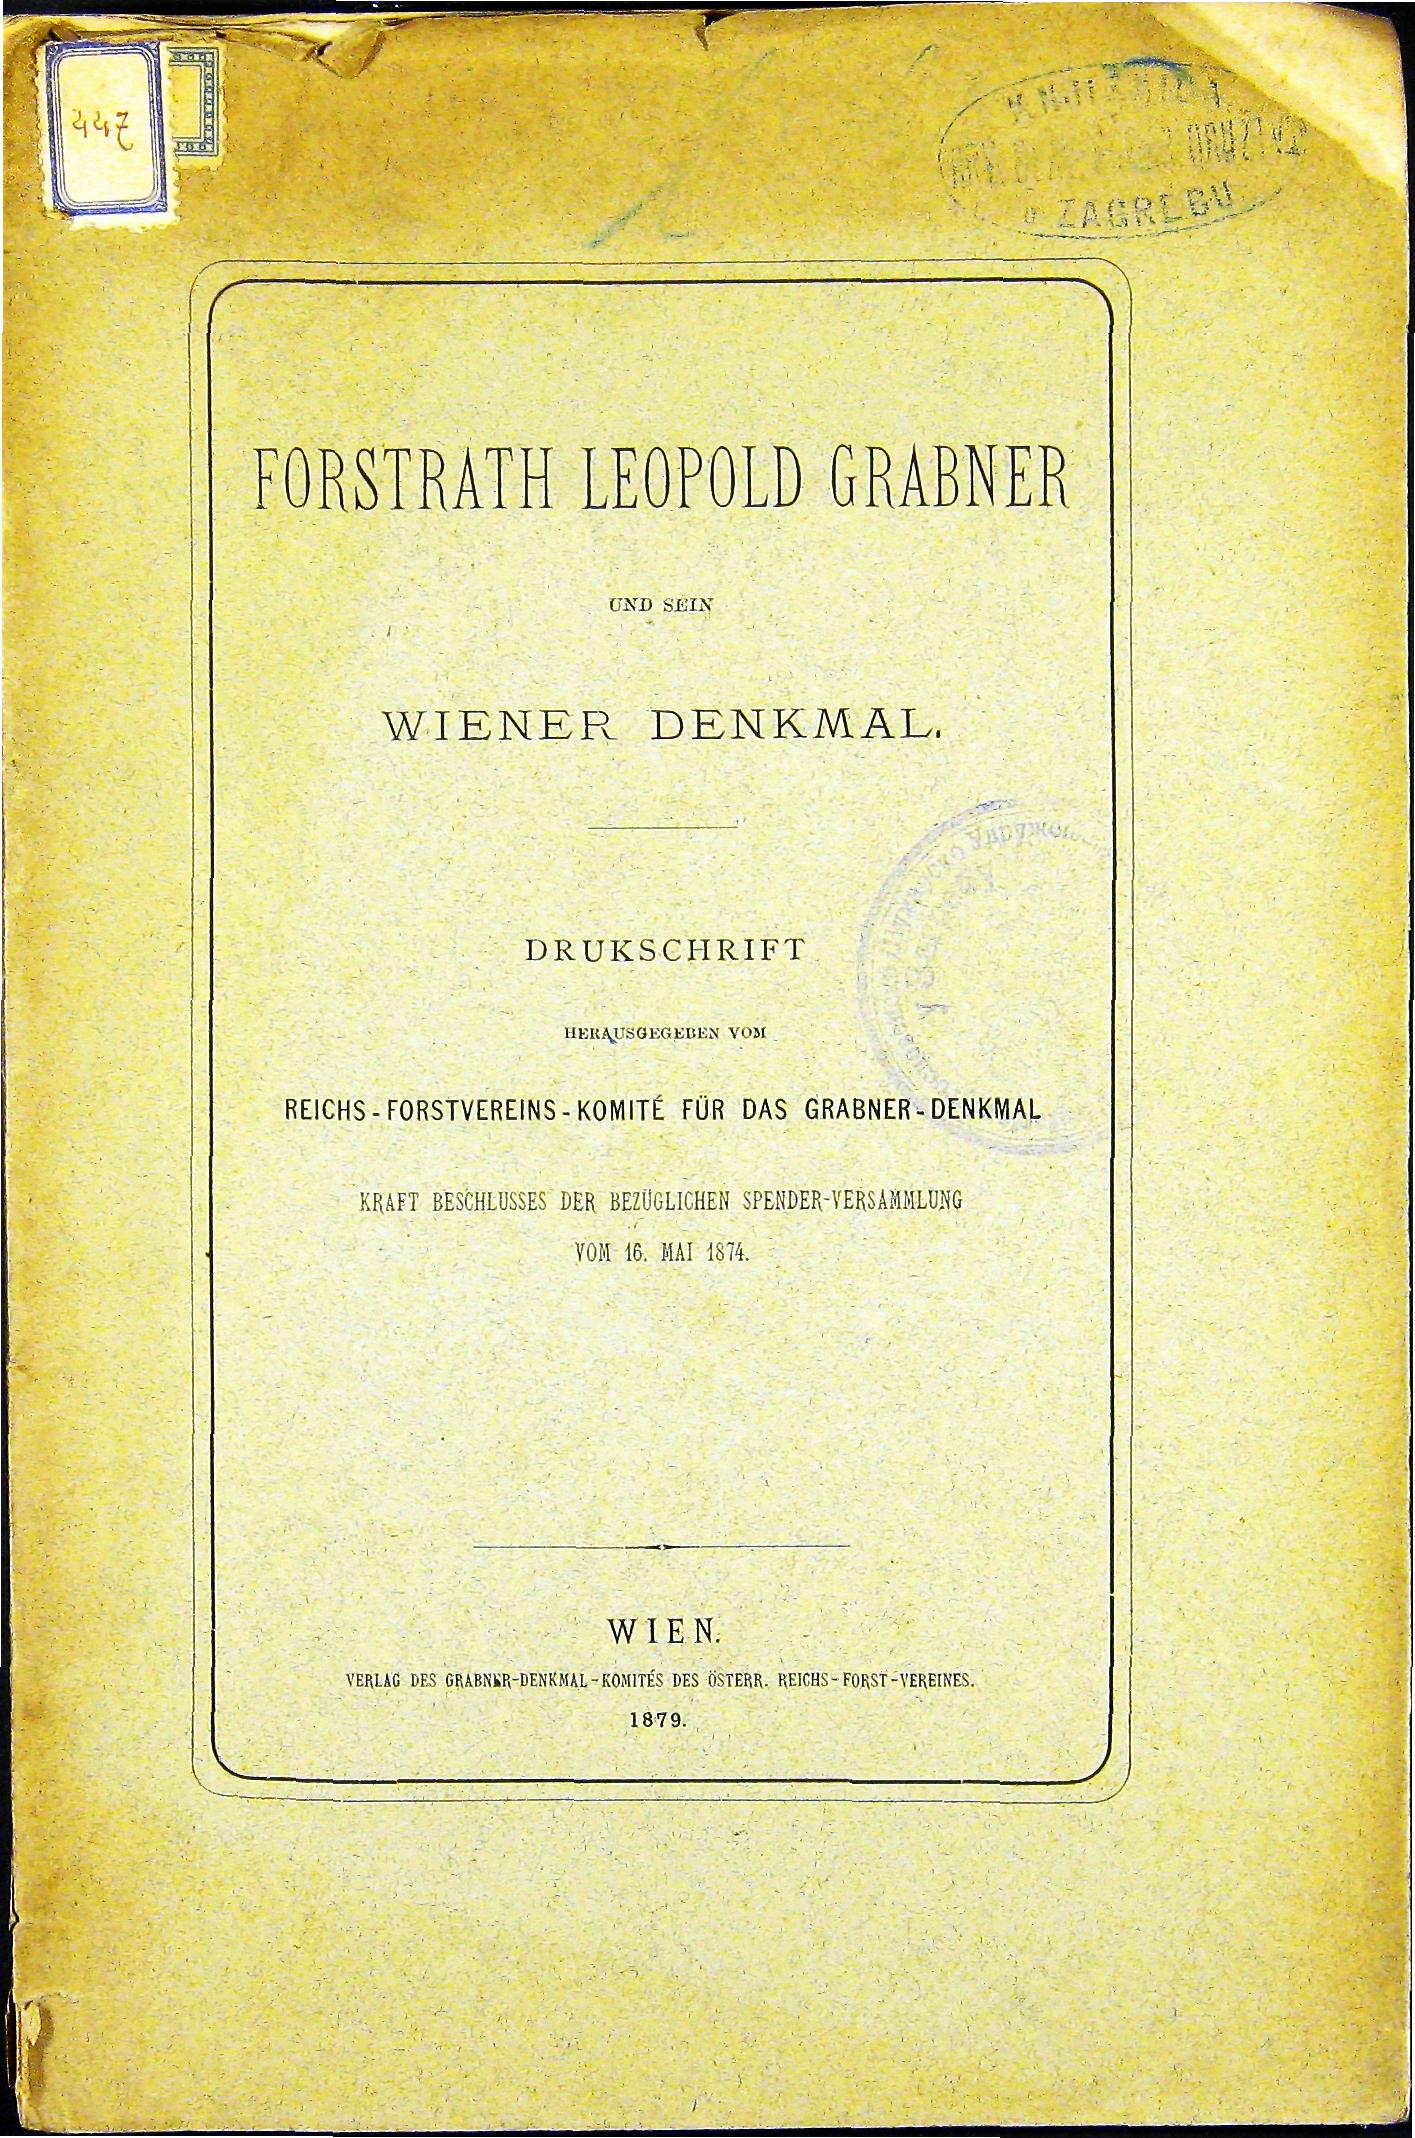 447
U ZAGREBU
FORSTRATH LEOPOLD GRABNER
UND SEIN
WIENER DENKMAL.
DRUKSCHRIFT
HERAUSGEGEBEN VOM
REICHS-FORSTVEREINS-KOMITÉ FÜR DAS GRABNER-DENKMAL
KRAFT BESCHLUSSES DER BEZÜGLICHEN SPENDER-VERSAMMLUNG
VOM 16. MAI 1874.
WIEN.
VERLAG DES GRABNER-DENKMAL-KOMITÉS DES ÖSTERR. REICHS-FORST-VEREINES.
1879.